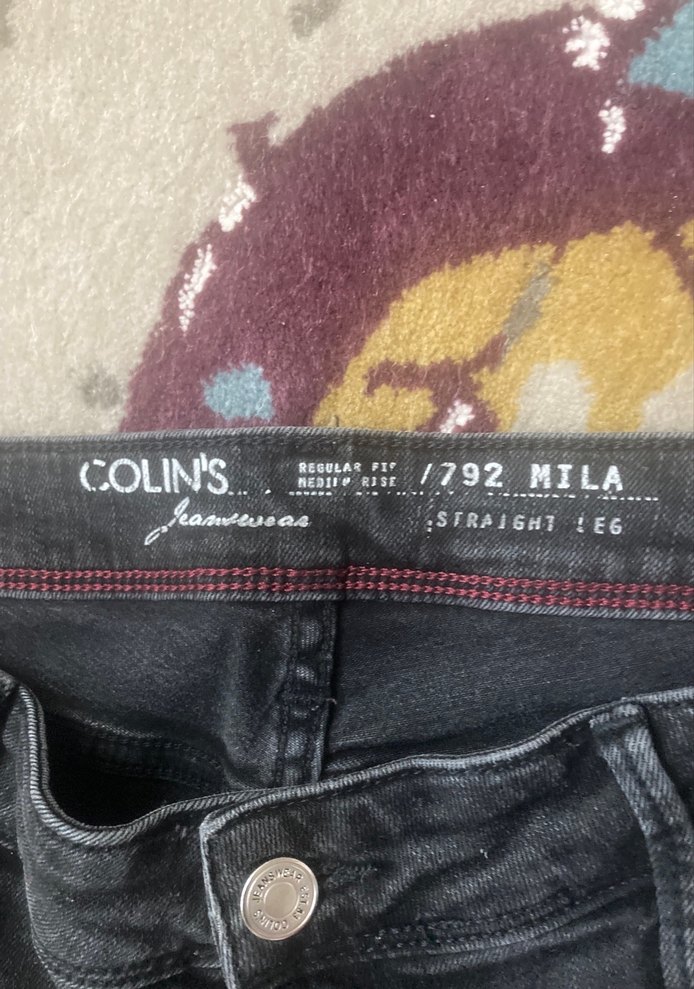 COLIN'S
Jeanswear
REGULAR FIT
MEDIUM RISE
/792 MILA
STRAIGHT LEG
JEANSWEAR COLIN'S